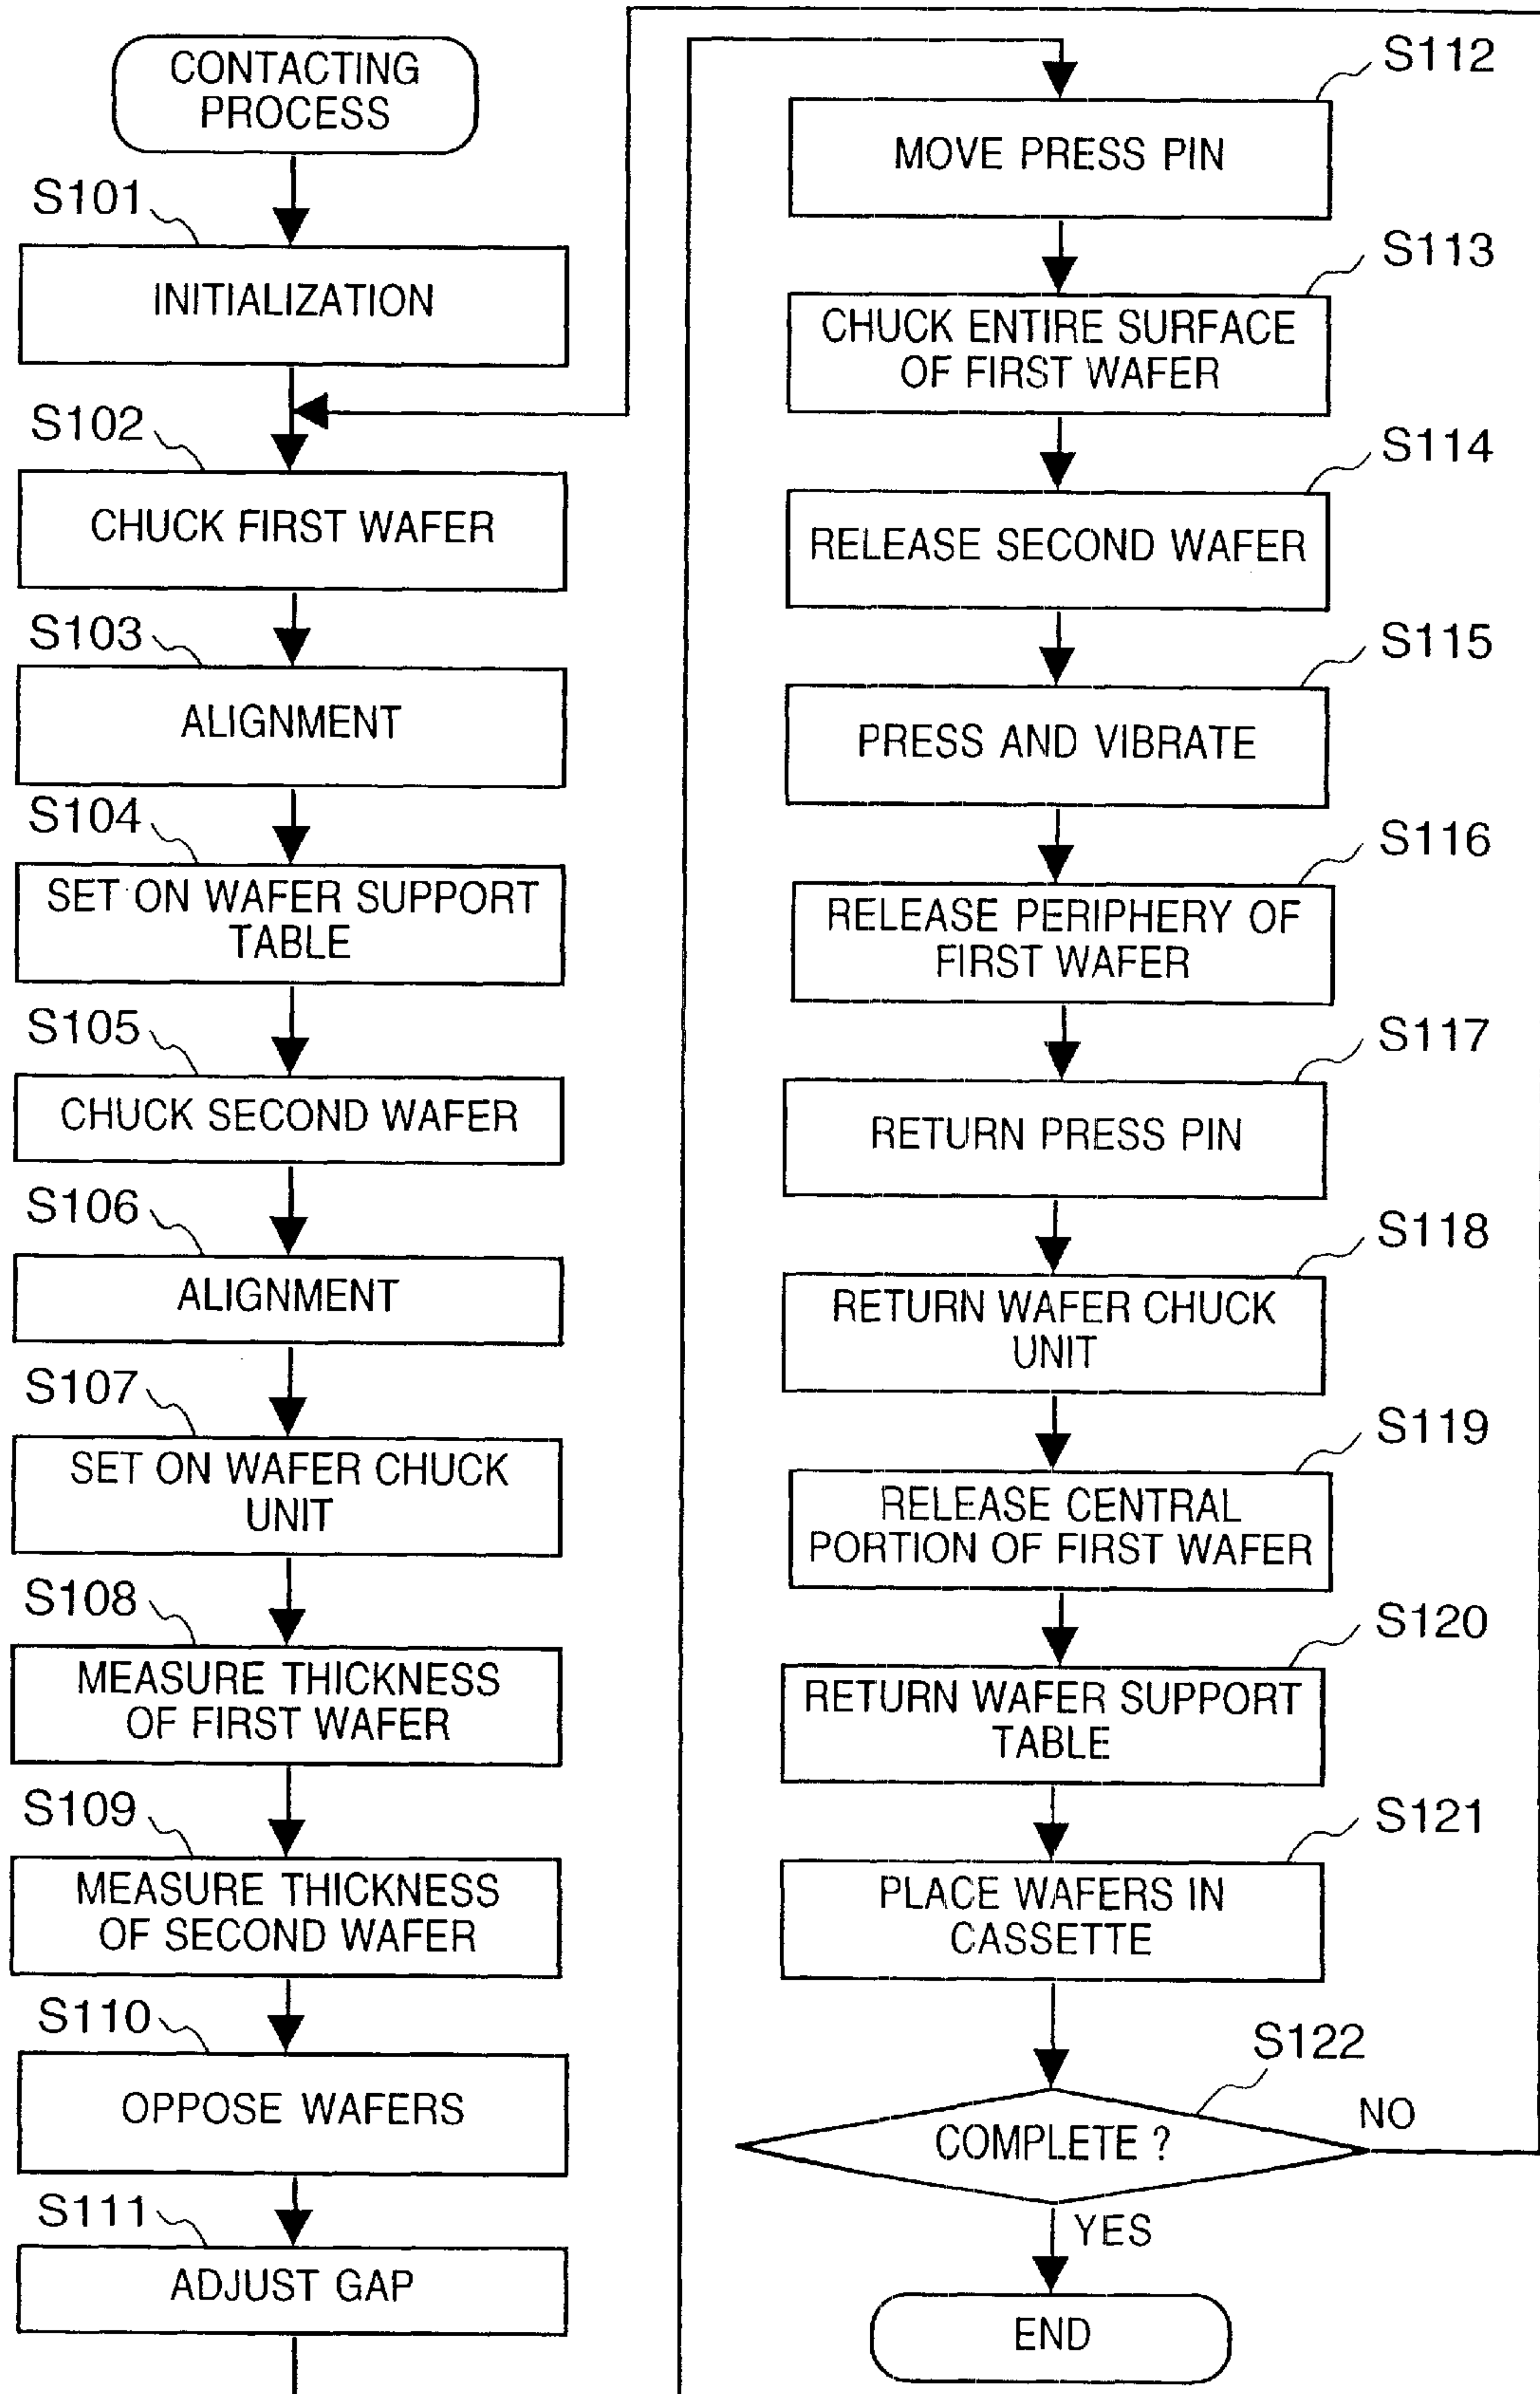 CONTACTING
PROCESS
S101
INITIALIZATION
S102
CHUCK FIRST WAFER
S103
ALIGNMENT
S104
SET ON WAFER SUPPORT
TABLE
S105
CHUCK SECOND WAFER
S106
ALIGNMENT
S107
SET ON WAFER CHUCK
UNIT
S108
MEASURE THICKNESS
OF FIRST WAFER
S109
MEASURE THICKNESS
OF SECOND WAFER
S110
OPPOSE WAFERS
S111
ADJUST GAP
S112
MOVE PRESS PIN
S113
CHUCK ENTIRE SURFACE
OF FIRST WAFER
S114
RELEASE SECOND WAFER
S115
PRESS AND VIBRATE
S116
RELEASE PERIPHERY OF
FIRST WAFER
S117
RETURN PRESS PIN
S118
RETURN WAFER CHUCK
UNIT
S119
RELEASE CENTRAL
PORTION OF FIRST WAFER
S120
RETURN WAFER SUPPORT
TABLE
S121
PLACE WAFERS IN
CASSETTE
S122
COMPLETE ?
NO
YES
END